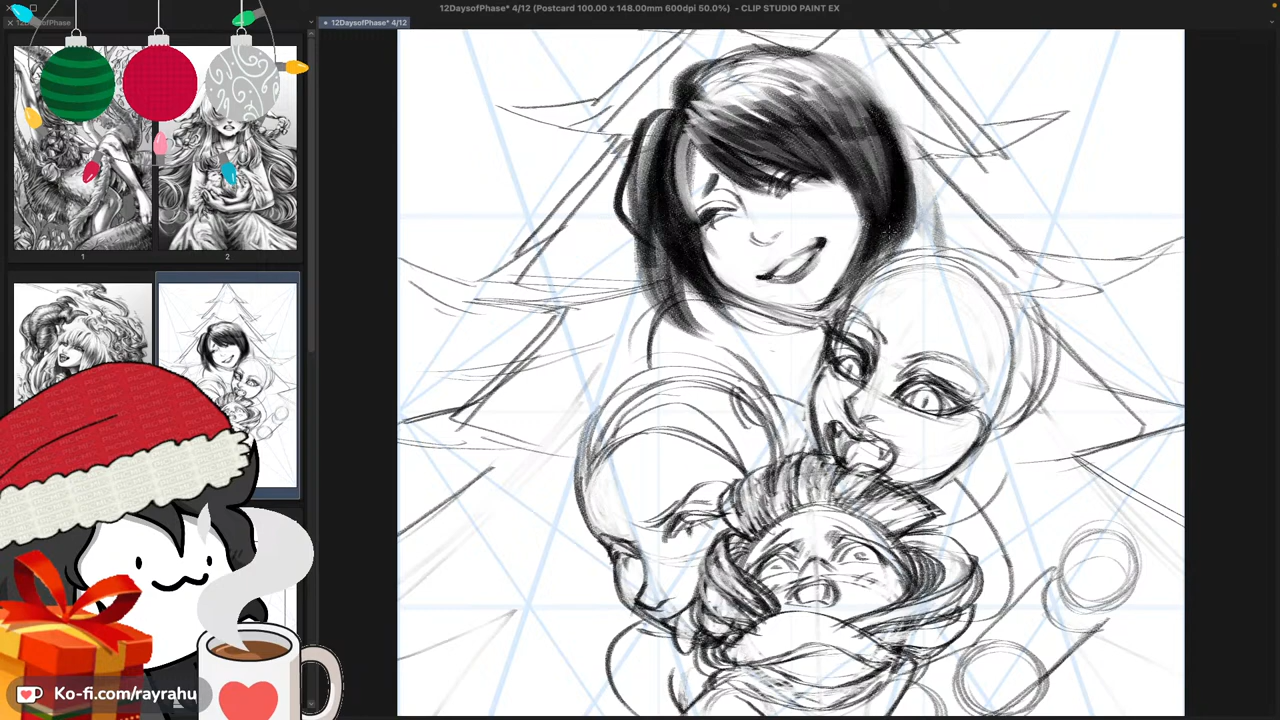 12DaysofPhase* 4/12 (Postcard 100.00 x 148.00mm 600dpi 50.0%) - CLIP STUDIO PAINT EX
12DaysofPhase
12DaysofPhase* 4/12
1
2
Ko-fi.com/rayrahu